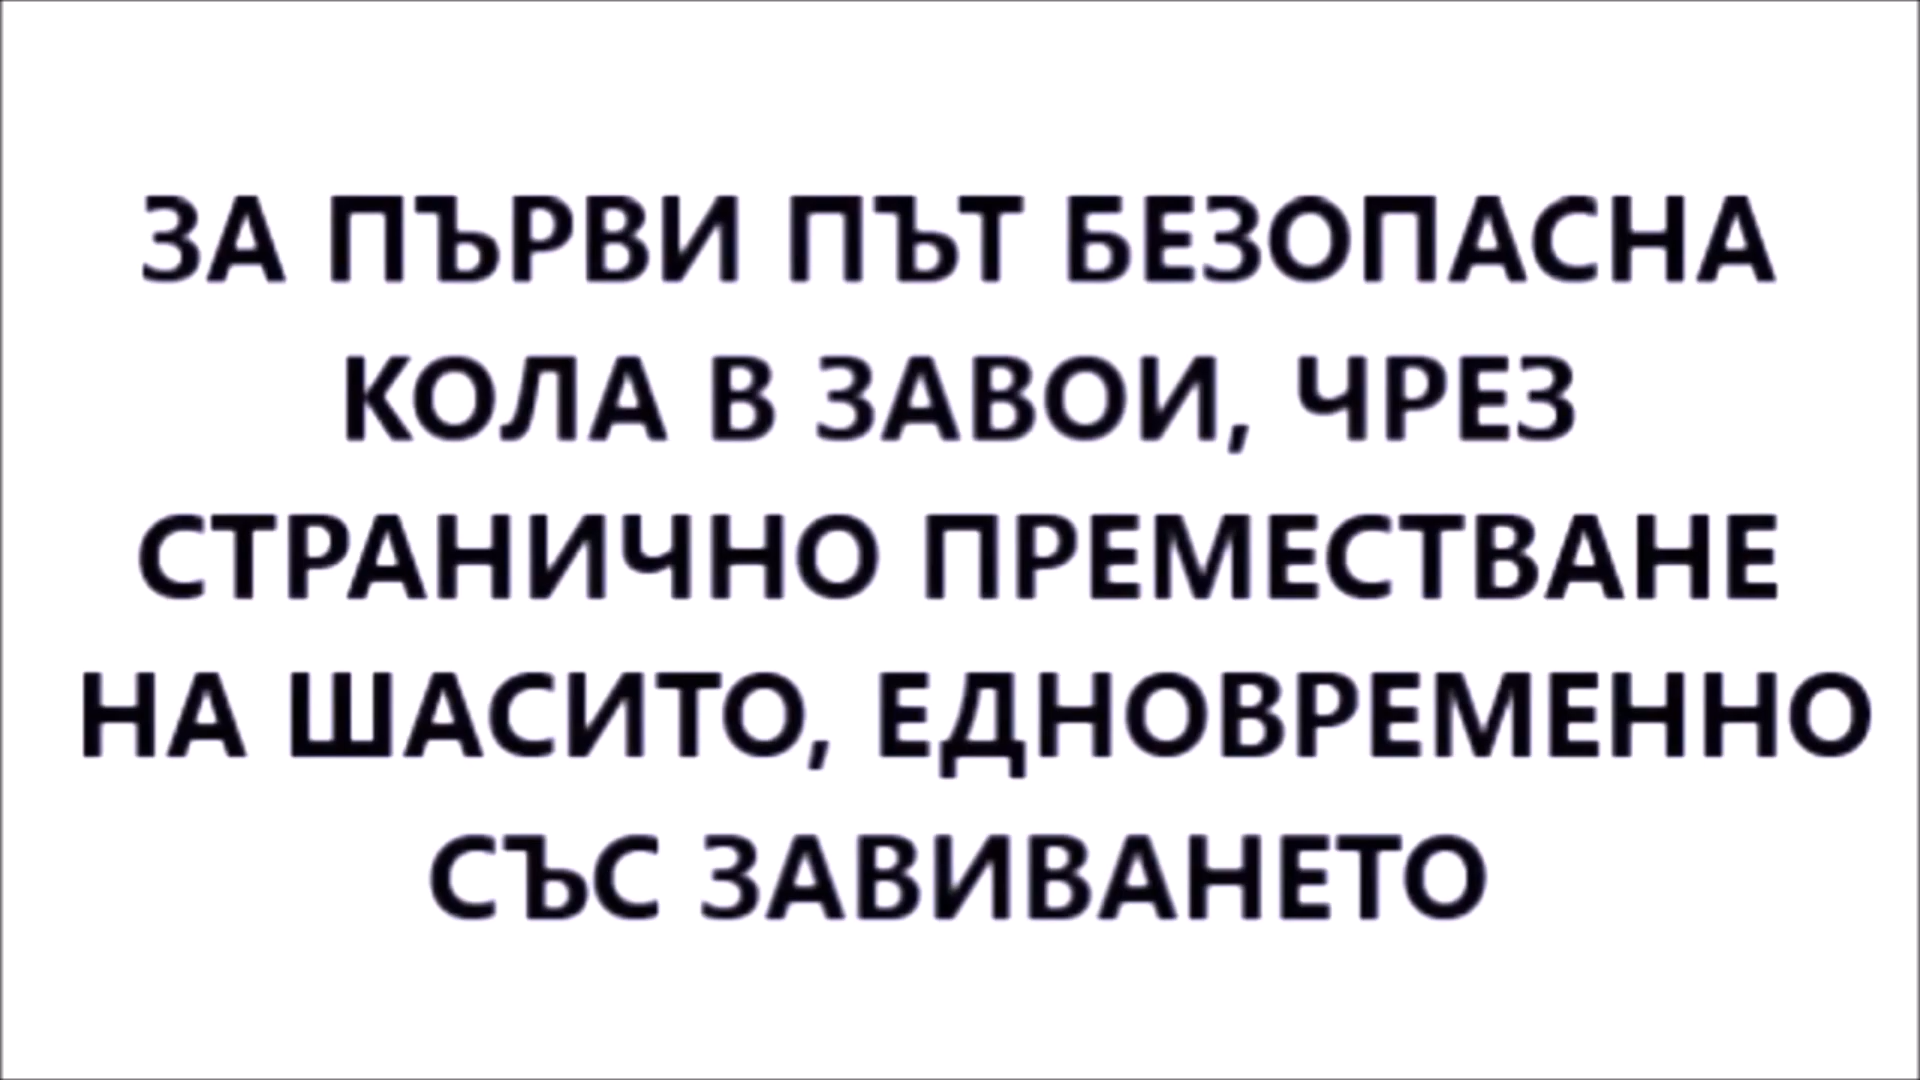 ЗА ПЪРВИ ПЪТ БЕЗОПАСНА
КОЛА В ЗАВОИ, ЧРЕЗ
СТРАНИЧНО ПРЕМЕСТВАНЕ
НА ШАСИТО, ЕДНОВРЕМЕННО
СЪС ЗАВИВАНЕТО